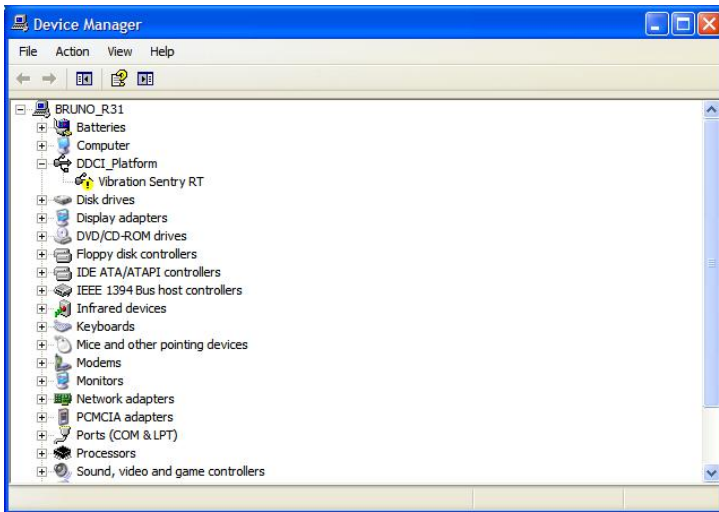 Device Manager
File Action View Help
BRUNO_R31
Batteries
Computer
DDCI_Platform
Vibration Sentry RT
Disk drives
Display adapters
DVD/CD-ROM drives
Floppy disk controllers
IDE ATA/ATAPI controllers
IEEE 1394 Bus host controllers
Infrared devices
Keyboards
Mice and other pointing devices
Modems
Monitors
Network adapters
PCMCIA adapters
Ports (COM & LPT)
Processors
Sound, video and game controllers